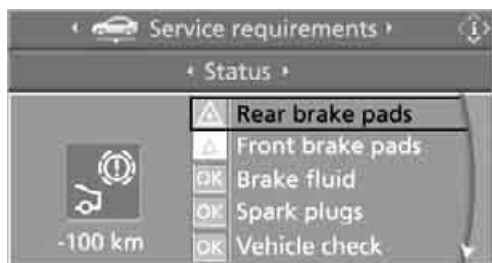 Service requirements
i
Status
Rear brake pads
Front brake pads
OK Brake fluid
OK Spark plugs
-100 km
OK Vehicle check